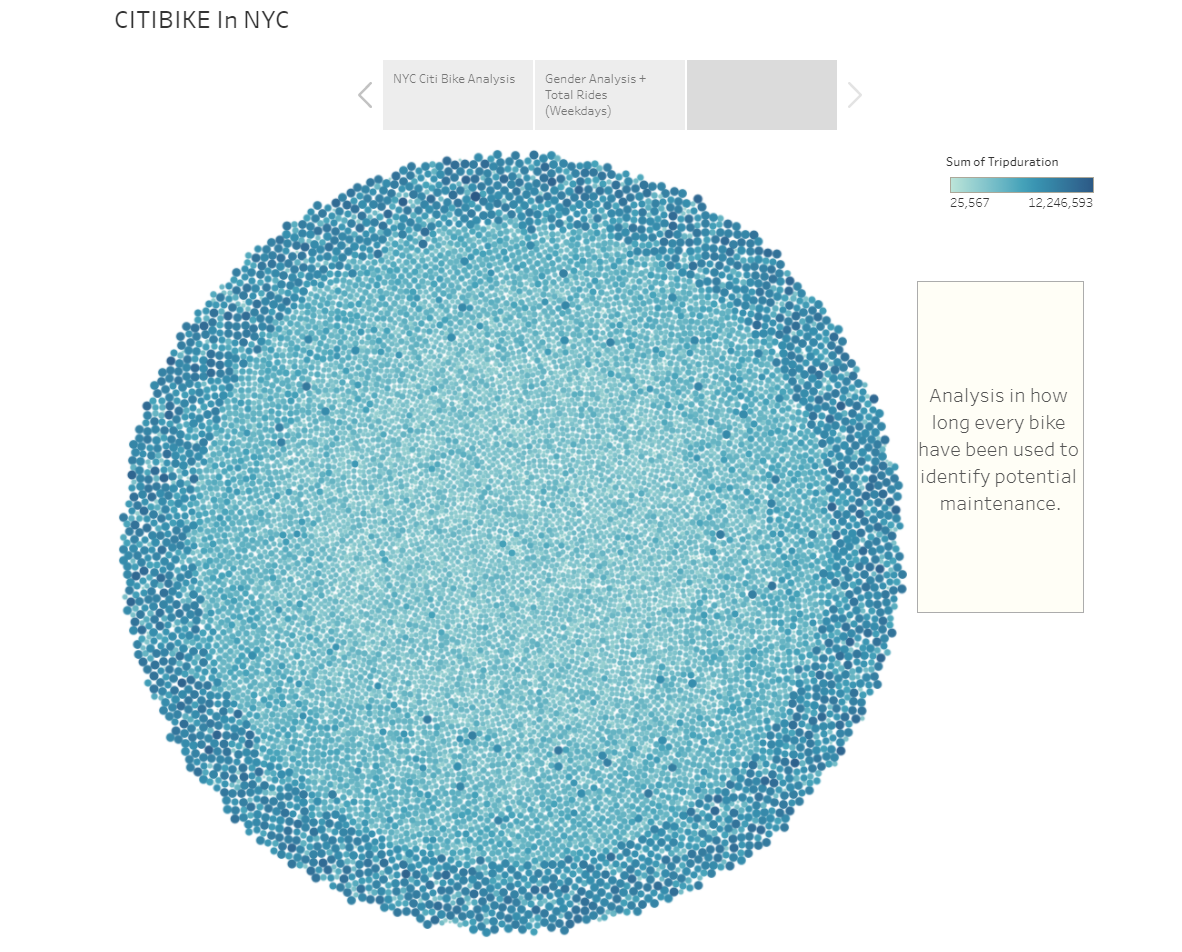 CITIBIKE In NYC
NYC Citi Bike Analysis
Gender Analysis +
Total Rides
(Weekdays)
Sum of Tripduration
25,567 12,246,593
Analysis in how
long every bike
have been used to
identify potential
maintenance.